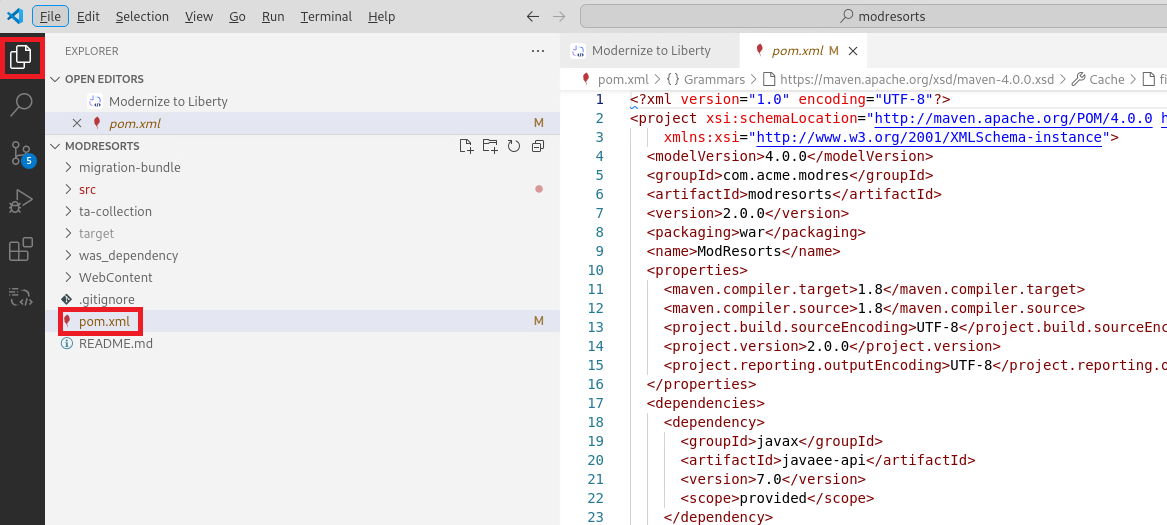 File Edit Selection View Go Run Terminal Help modresorts
EXPLORER
OPEN EDITORS
Modernize to Liberty
pom.xml M
MODRESORTS
migration-bundle
src
ta-collection
target
was_dependency
WebContent
.gitignore
pom.xml M
README.md
5
Modernize to Liberty pom.xml M
pom.xml > {} Grammars > https://maven.apache.org/xsd/maven-4.0.0.xsd > Cache >
1 <?xml version="1.0" encoding="UTF-8"?>
2 <project xsi:schemaLocation="http://maven.apache.org/POM/4.0.0 h
3 xmlns:xsi="http://www.w3.org/2001/XMLSchema-instance">
4 <modelVersion>4.0.0</modelVersion>
5 <groupId>com.acme.modres</groupId>
6 <artifactId>modresorts</artifactId>
7 <version>2.0.0</version>
8 <packaging>war</packaging>
9 <name>ModResorts</name>
10 <properties>
11 <maven.compiler.target>1.8</maven.compiler.target>
12 <maven.compiler.source>1.8</maven.compiler.source>
13 <project.build.sourceEncoding>UTF-8</project.build.sourceEnc
14 <project.version>2.0.0</project.version>
15 <project.reporting.outputEncoding>UTF-8</project.reporting.o
16 </properties>
17 <dependencies>
18 <dependency>
19 <groupId>javax</groupId>
20 <artifactId>javaee-api</artifactId>
21 <version>7.0</version>
22 <scope>provided</scope>
23 </dependency>